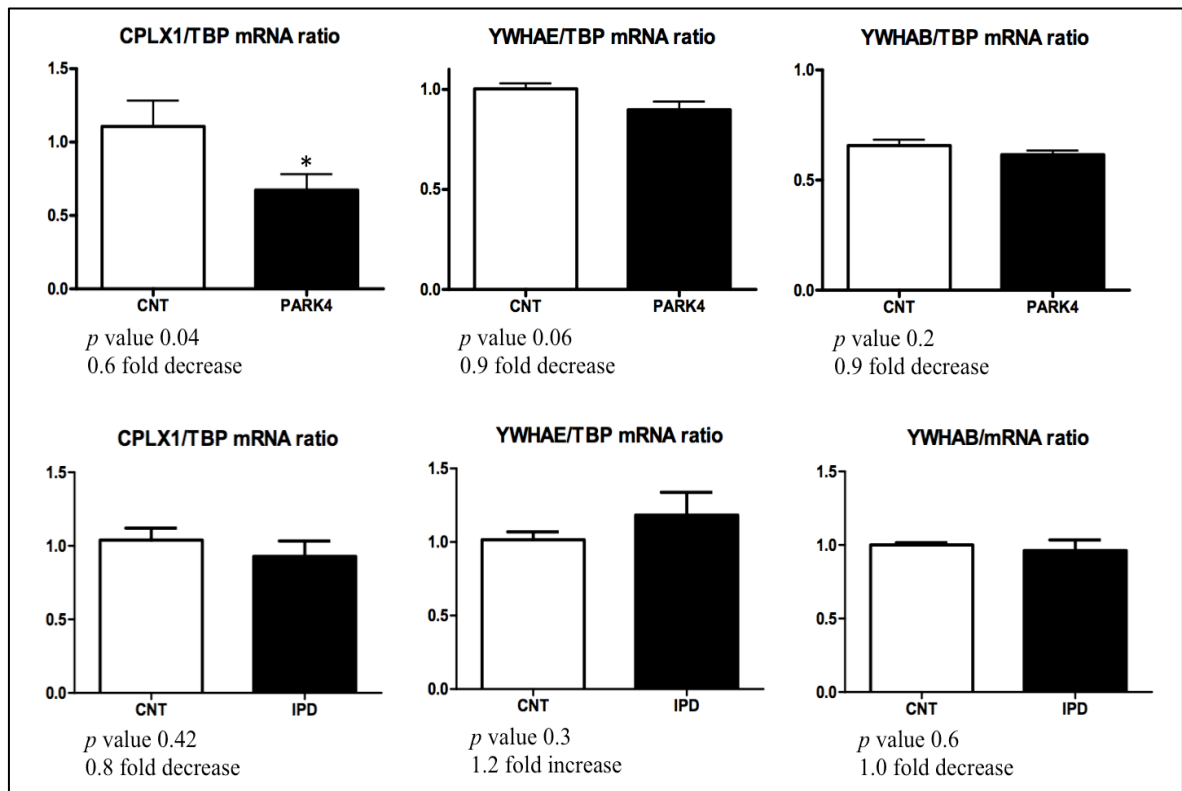 CPLX1/TBP mRNA ratio
1.5
1.0
0.5
0.0
*
CNT PARK4
p value 0.04
0.6 fold decrease
YWHAE/TBP mRNA ratio
1.0
0.5
0.0
CNT PARK4
p value 0.06
0.9 fold decrease
YWHAB/TBP mRNA ratio
1.0
0.5
0.0
CNT PARK4
p value 0.2
0.9 fold decrease
CPLX1/TBP mRNA ratio
1.5
1.0
0.5
0.0
CNT IPD
p value 0.42
0.8 fold decrease
YWHAE/TBP mRNA ratio
1.5
1.0
0.5
0.0
CNT IPD
p value 0.3
1.2 fold increase
YWHAB/mRNA ratio
1.5
1.0
0.5
0.0
CNT IPD
p value 0.6
1.0 fold decrease